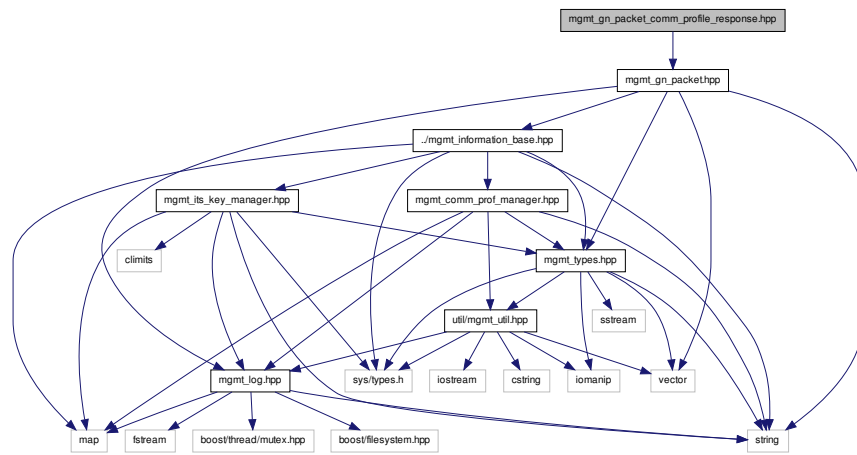 mgmt_gn_packet_comm_profile_response.hpp
mgmt_gn_packet.hpp
../mgmt_information_base.hpp
mgmt_its_key_manager.hpp
mgmt_comm_prof_manager.hpp
climits
mgmt_types.hpp
util/mgmt_util.hpp
sstream
mgmt_log.hpp
sys/types.h
iostream
cstring
iomanip
vector
map
fstream
boost/thread/mutex.hpp
boost/filesystem.hpp
string